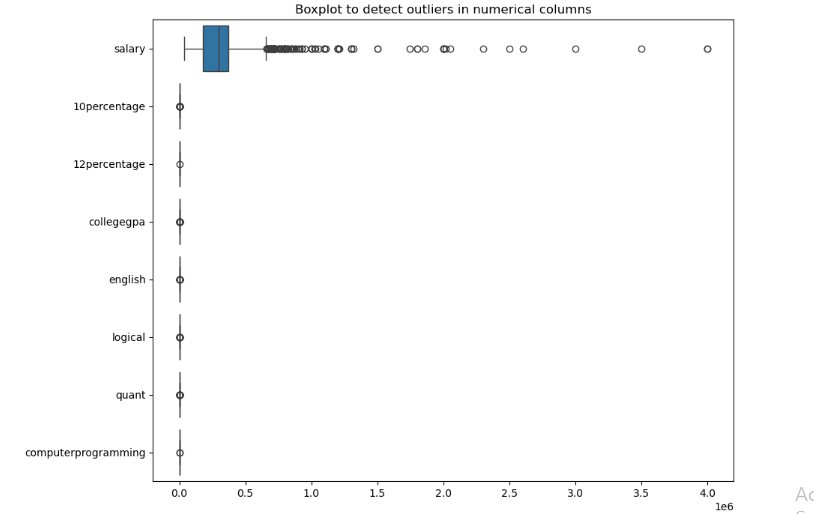 Boxplot to detect outliers in numerical columns
salary
10percentage
12percentage
collegegpa
english
logical
quant
computerprogramming
0.0 0.5 1.0 1.5 2.0 2.5 3.0 3.5 4.0
1e6